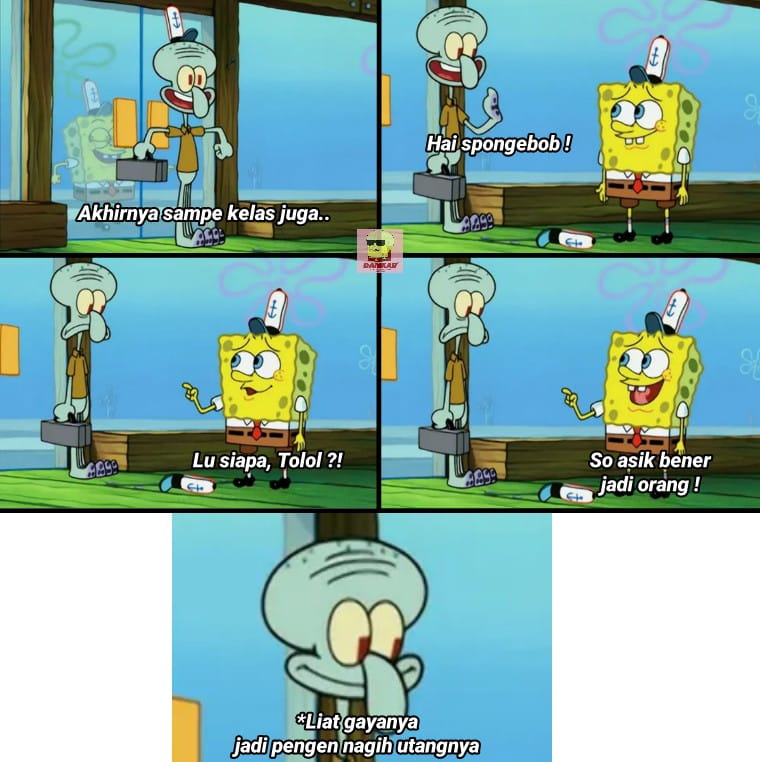 Akhirnya sampe kelas juga..
Hai spongebob !
Lu siapa, Tolol ?!
So asik bener
jadi orang !
*Liat gayanya
jadi pengen nagih utangnya